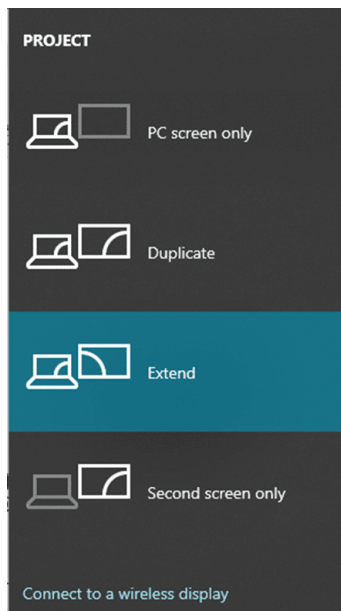 PROJECT
PC screen only
Duplicate
Extend
Second screen only
Connect to a wireless display